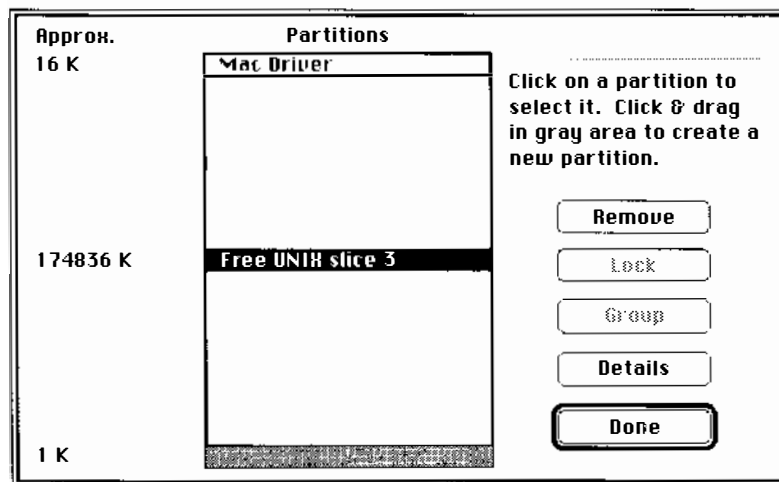 Approx.
Partitions
16 K
Mac Driver
Click on a partition to
select it. Click & drag
in gray area to create a
new partition.
Remove
174836 K
Free UNIX slice 3
Lock
Group
Details
Done
1 K